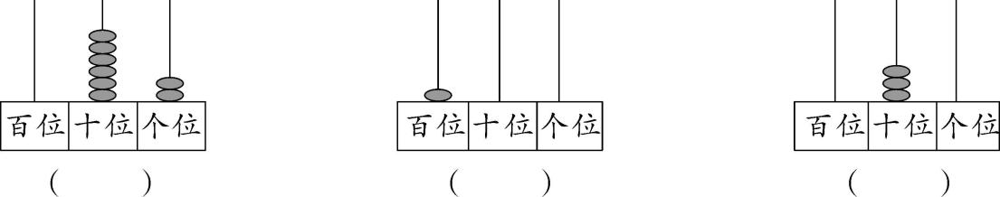 百位 十位 个位 百位 十位 个位 百位 十位 个位
( ) ( ) ( )